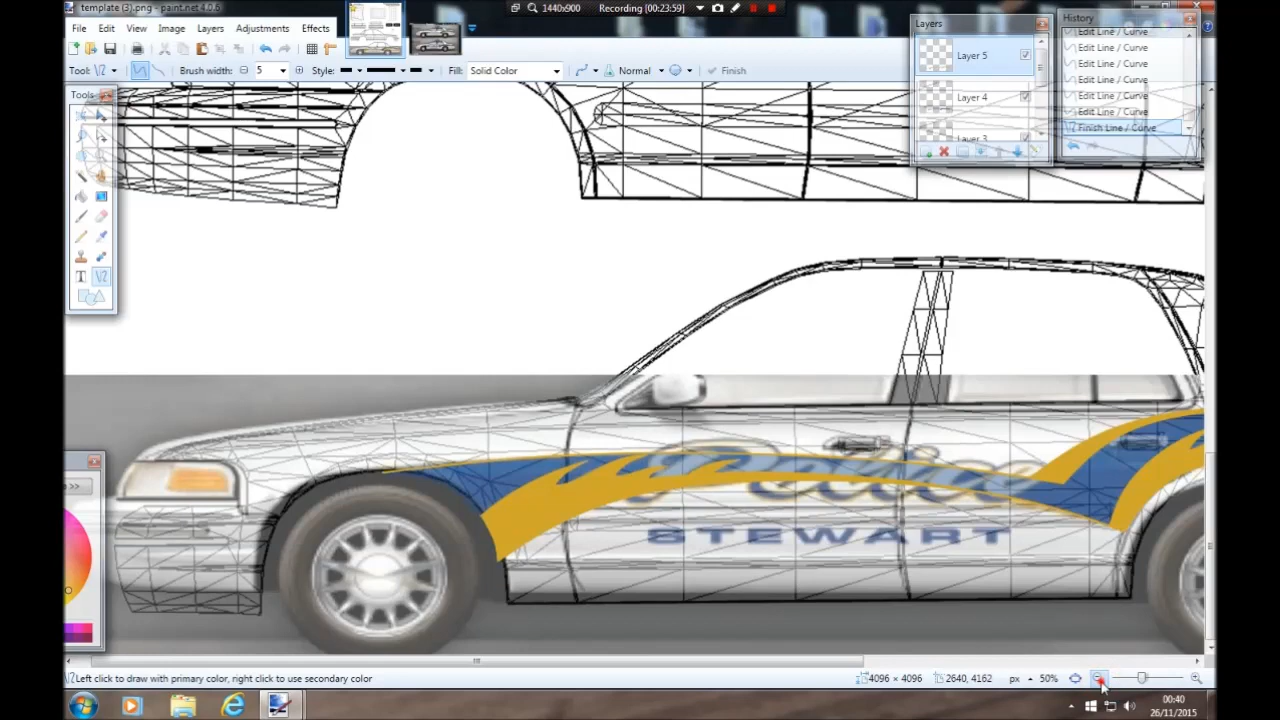 template (3).png - paint.net 4.0.6
1440x900
Recording [00:23:59]
File Edit View Image Layers Adjustments Effects
Tool:
Brush width: 5
Style:
Fill: Solid Color
Normal
Finish
Tools
Layers
Layer 5
Layer 4
Layer 3
History
Edit Line / Curve
Edit Line / Curve
Edit Line / Curve
Edit Line / Curve
Edit Line / Curve
Edit Line / Curve
Finish Line / Curve
>>
Police
STEWART
Left click to draw with primary color, right click to use secondary color
4096 × 4096
2640, 4162
px
50%
00:40
26/11/2015